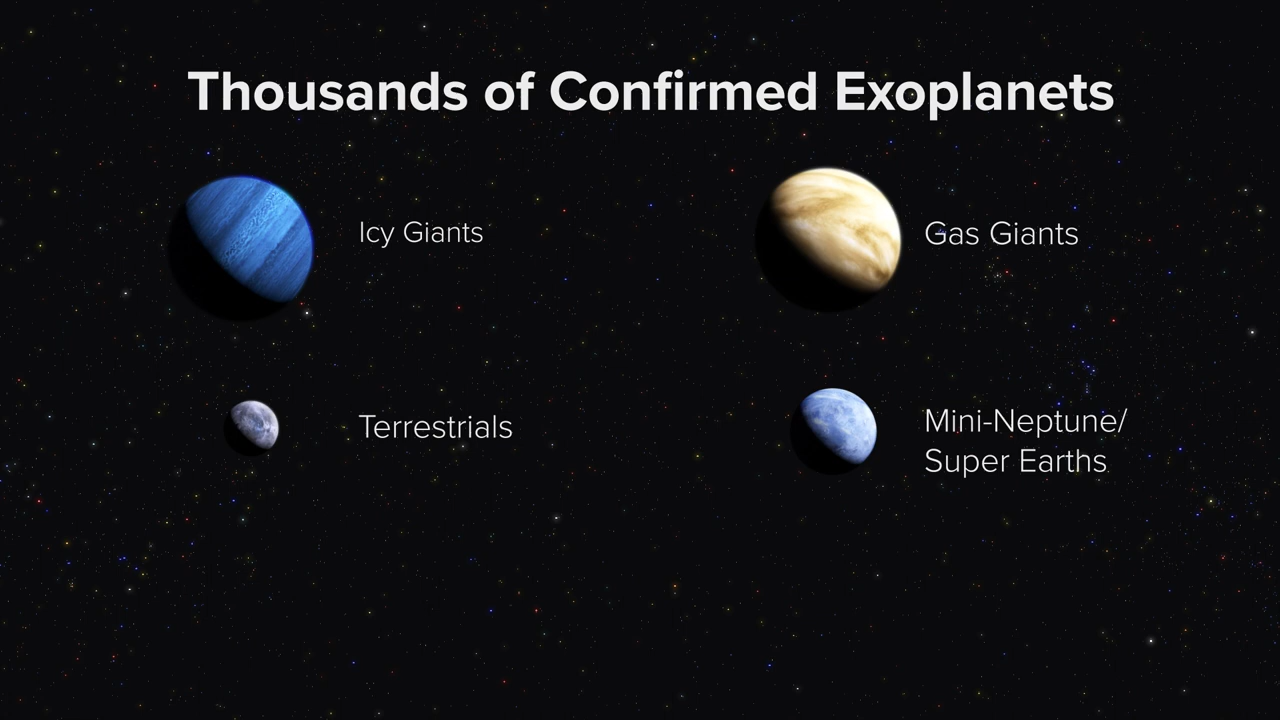 Thousands of Confirmed Exoplanets
Icy Giants
Gas Giants
Terrestrials
Mini-Neptune/
Super Earths